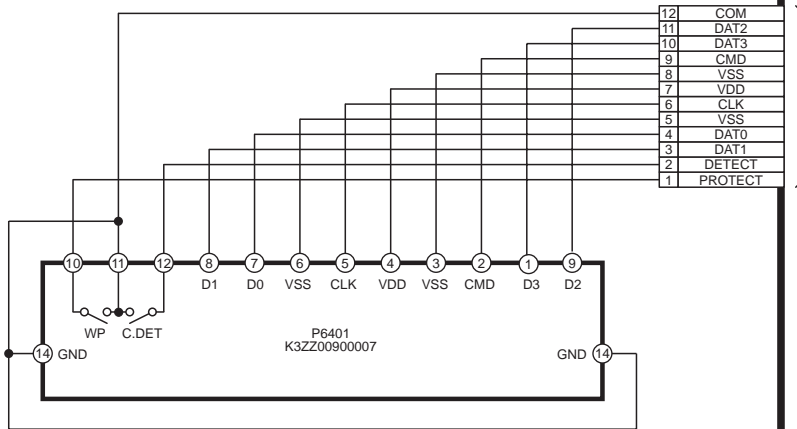 12 COM
11 DAT2
10 DAT3
9 CMD
8 VSS
7 VDD
6 CLK
5 VSS
4 DAT0
3 DAT1
2 DETECT
1 PROTECT
10 11 12 8 7 6 5 4 3 2 1 9
D1 D0 VSS CLK VDD VSS CMD D3 D2
WP C.DET
P6401
K3ZZ00900007
14 GND
GND 14